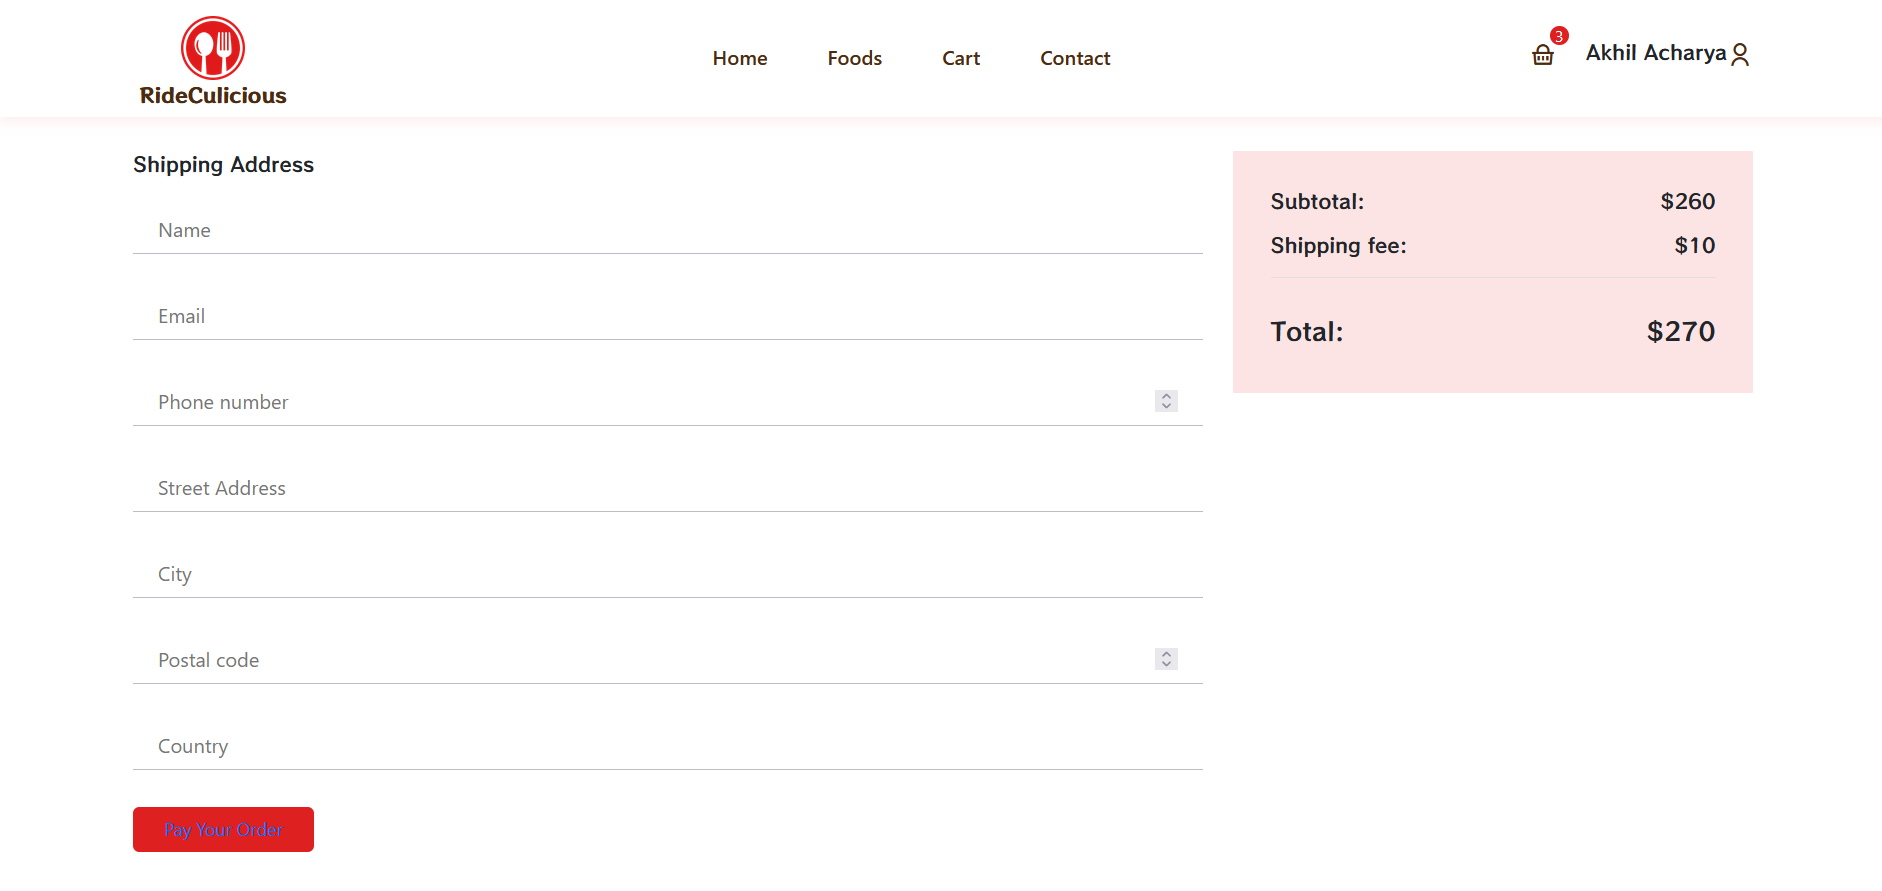 RideCulicious
Home Foods Cart Contact
3
Akhil Acharya
Shipping Address
Name
Email
Phone number
Street Address
City
Postal code
Country
Pay Your Order
Subtotal: $260
Shipping fee: $10
Total: $270